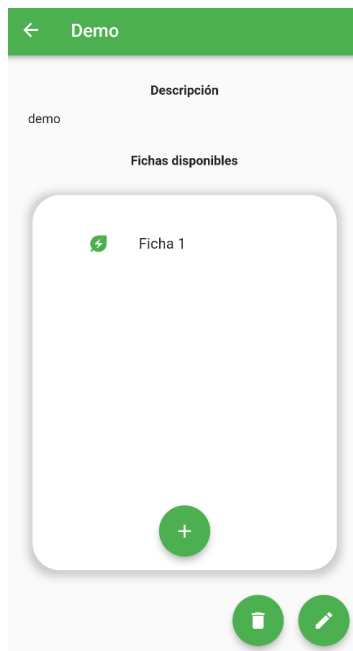 Demo
Descripción
demo
Fichas disponibles
Ficha 1